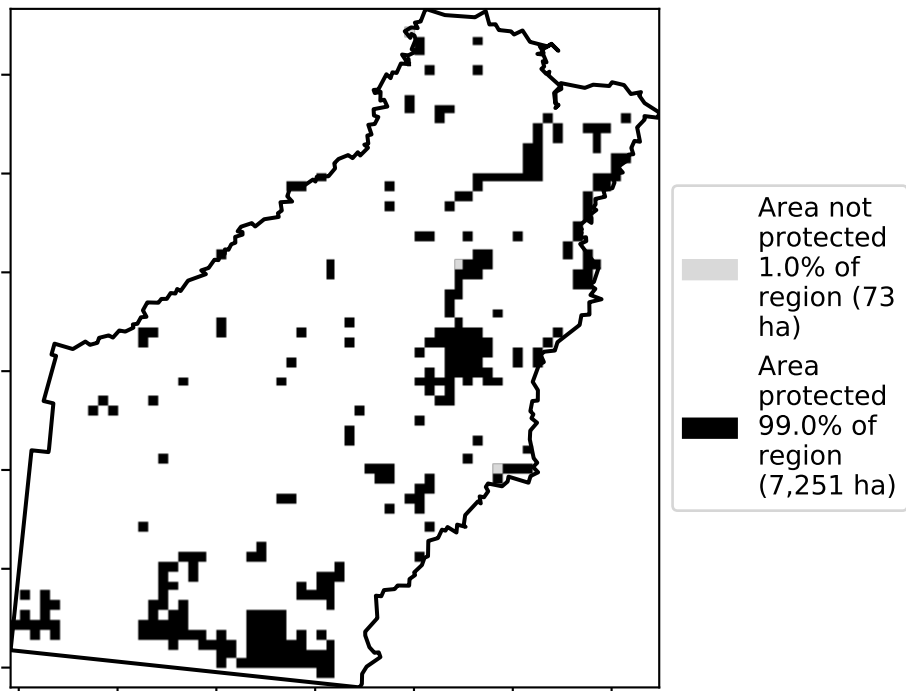 Area not
protected
1.0% of
region (73
ha)
Area
protected
99.0% of
region
(7,251 ha)